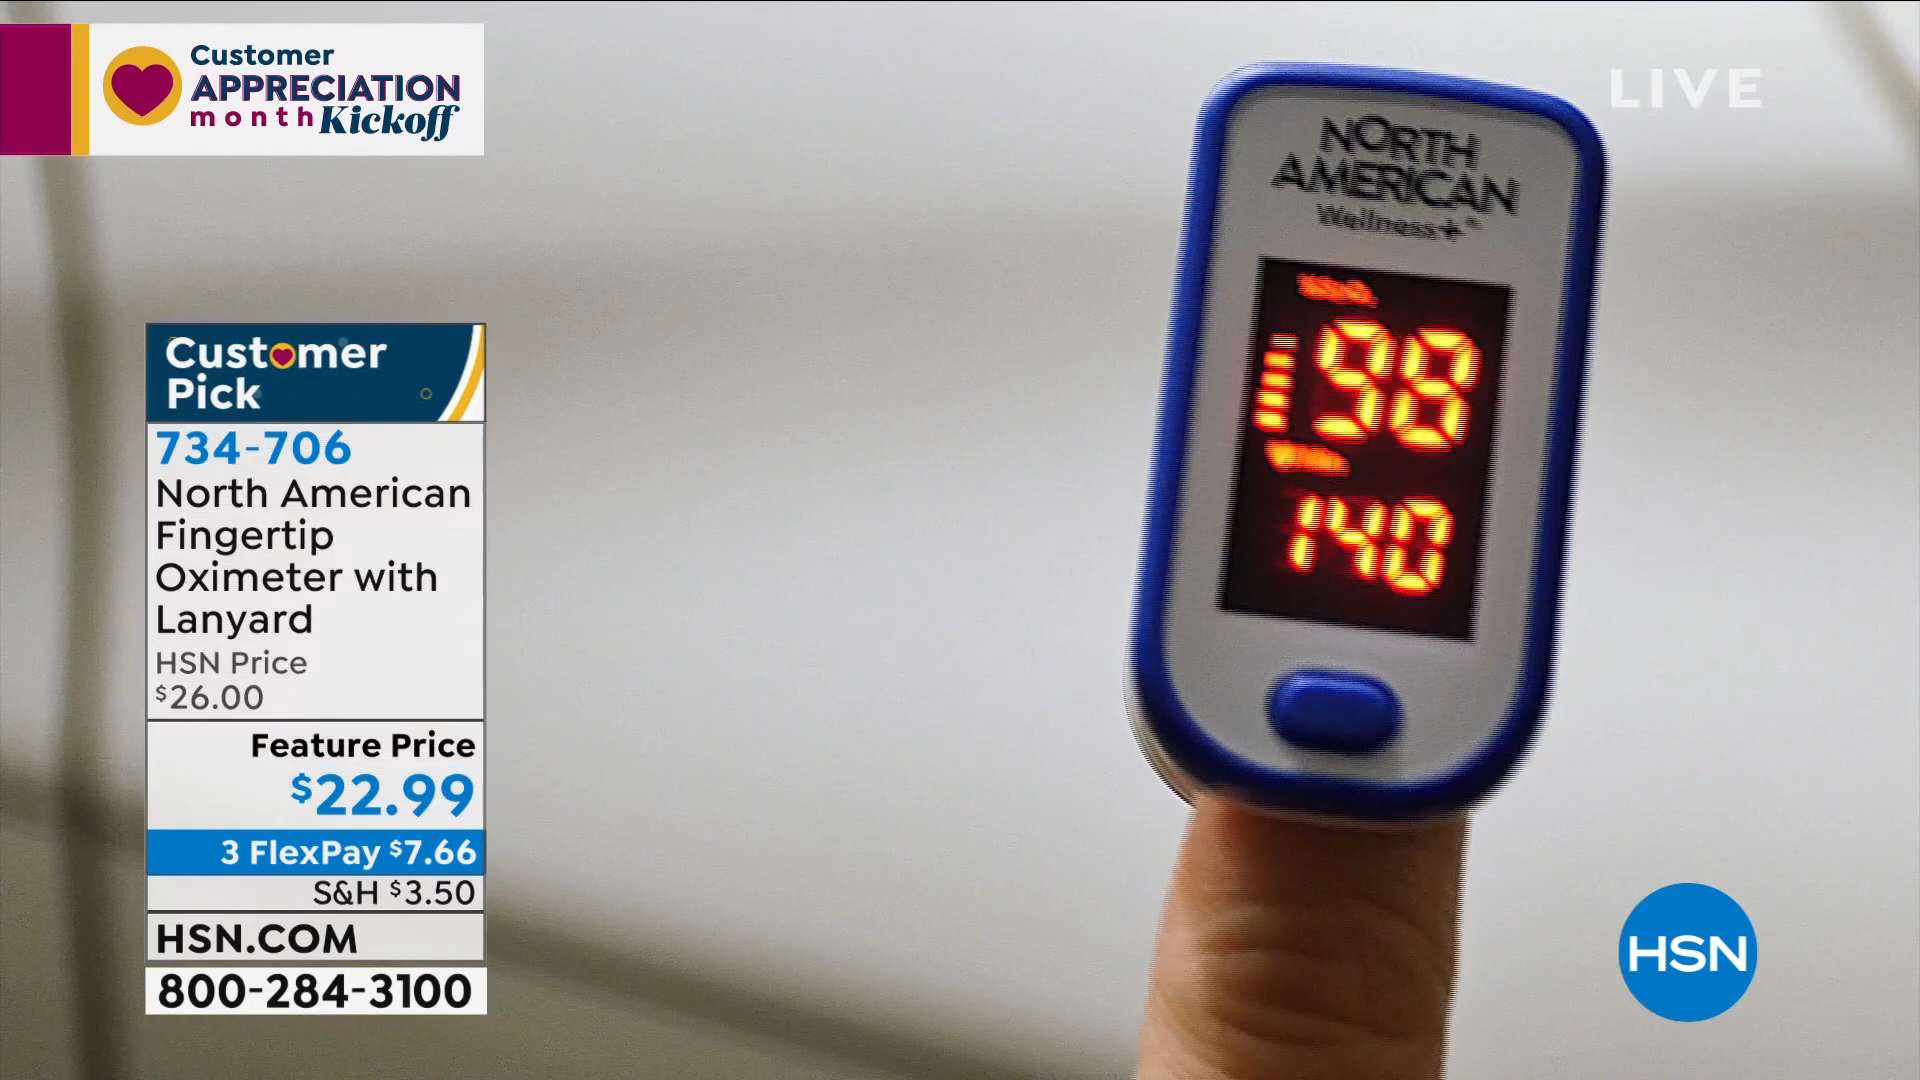 Customer
APPRECIATION
month Kickoff
LIVE
NORTH
AMERICAN
Wellness+®
98
140
Customer
Pick
734-706
North American
Fingertip
Oximeter with
Lanyard
HSN Price
$26.00
Feature Price
$22.99
3 FlexPay $7.66
S&H $3.50
HSN.COM
800-284-3100
HSN